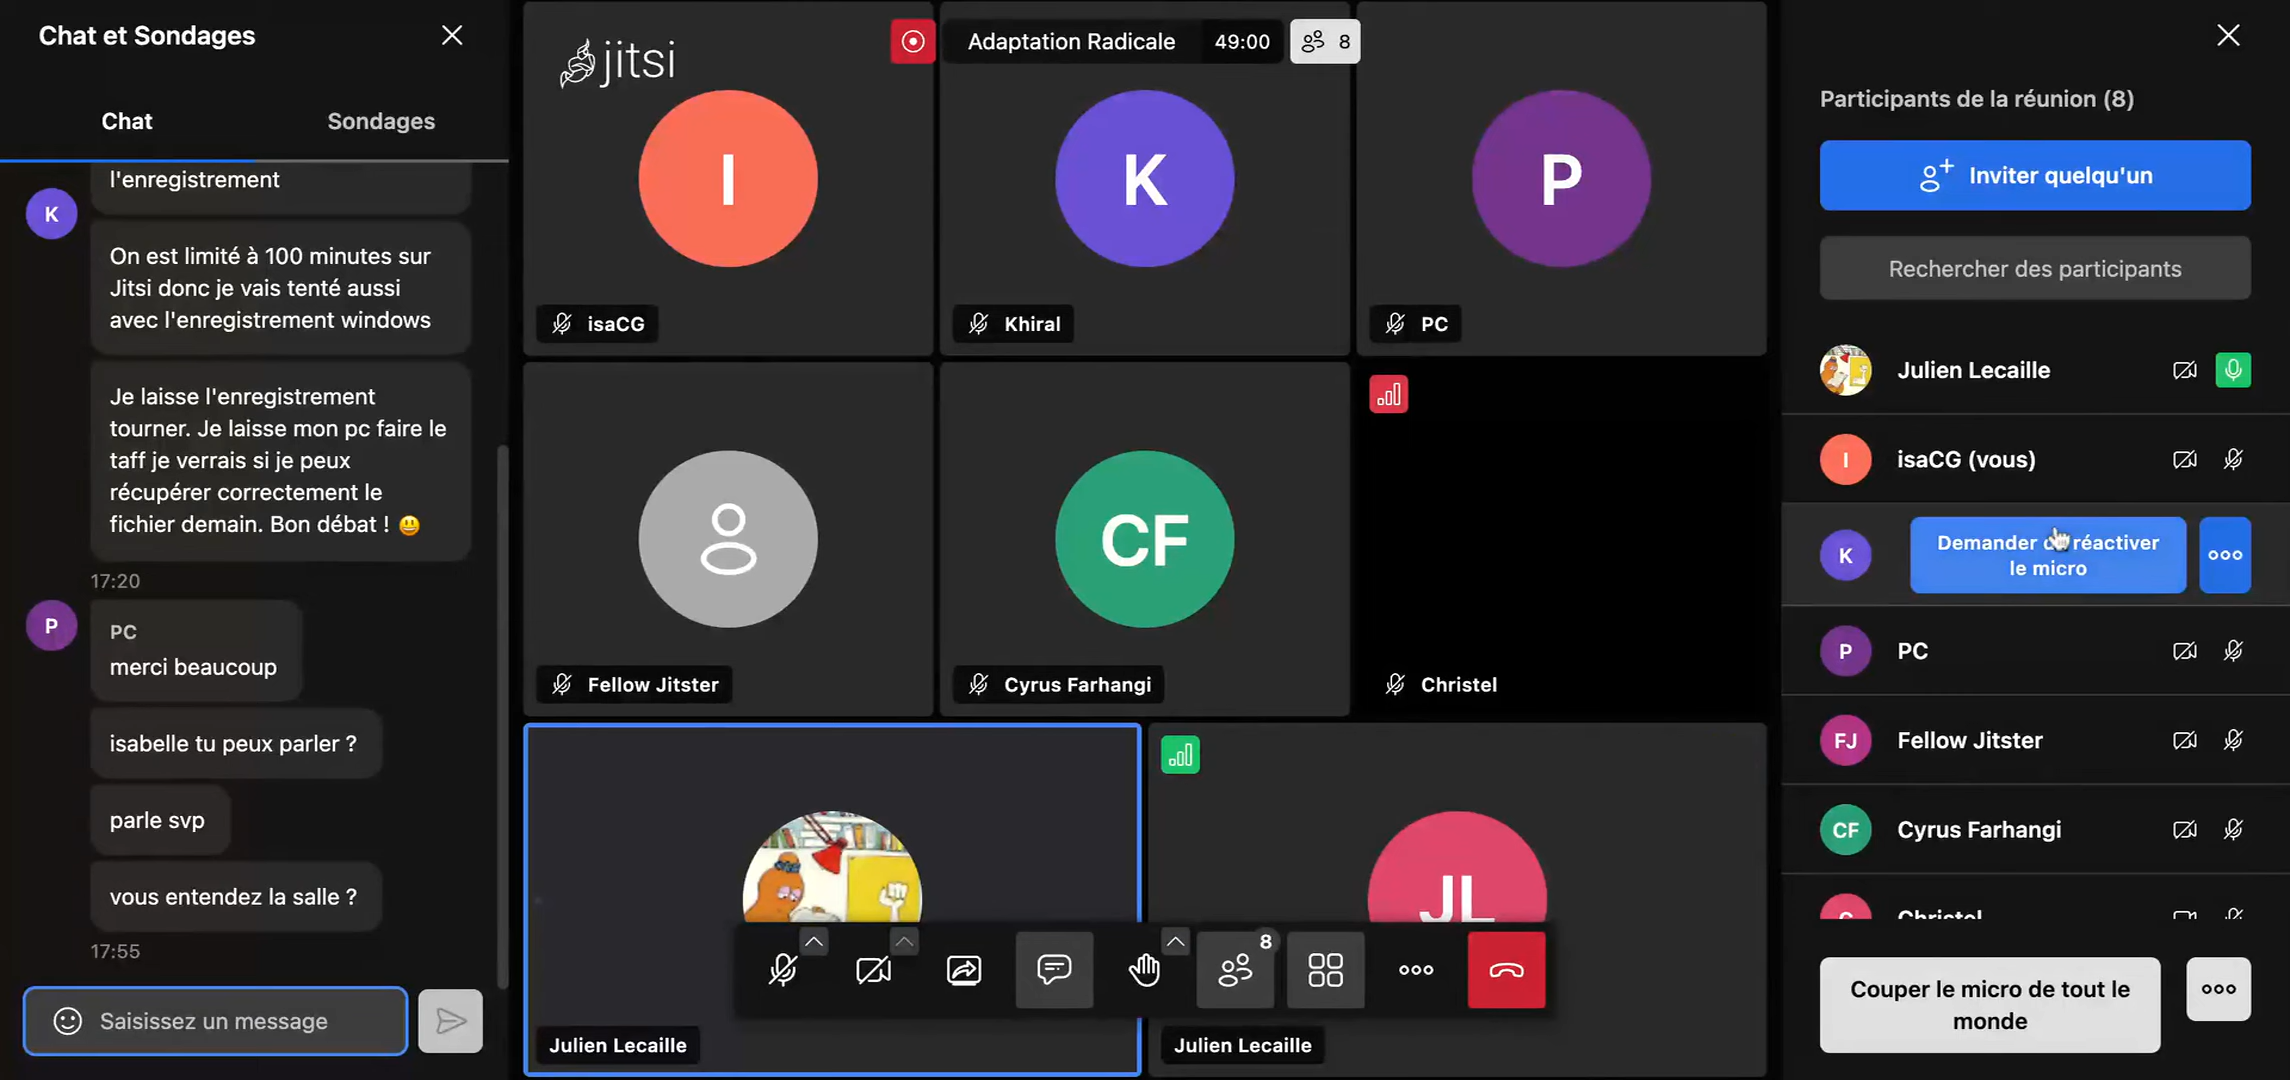 Chat et Sondages
Chat
Sondages
l'enregistrement
K
On est limité à 100 minutes sur
Jitsi donc je vais tenté aussi
avec l'enregistrement windows
Je laisse l'enregistrement
tourner. Je laisse mon pc faire le
taff je verrais si je peux
récupérer correctement le
fichier demain. Bon débat ! 😃
17:20
P
PC
merci beaucoup
isabelle tu peux parler ?
parle svp
vous entendez la salle ?
17:55
Saisissez un message
jitsi
Adaptation Radicale
49:00
8
I
isaCG
K
Khiral
P
PC
Fellow Jitster
CF
Cyrus Farhangi
Christel
Julien Lecaille
JL
Julien Lecaille
8
Participants de la réunion (8)
Inviter quelqu'un
Rechercher des participants
Julien Lecaille
I
isaCG (vous)
K
Demander réactiver
le micro
P
PC
FJ
Fellow Jitster
CF
Cyrus Farhangi
Christel
Couper le micro de tout le
monde